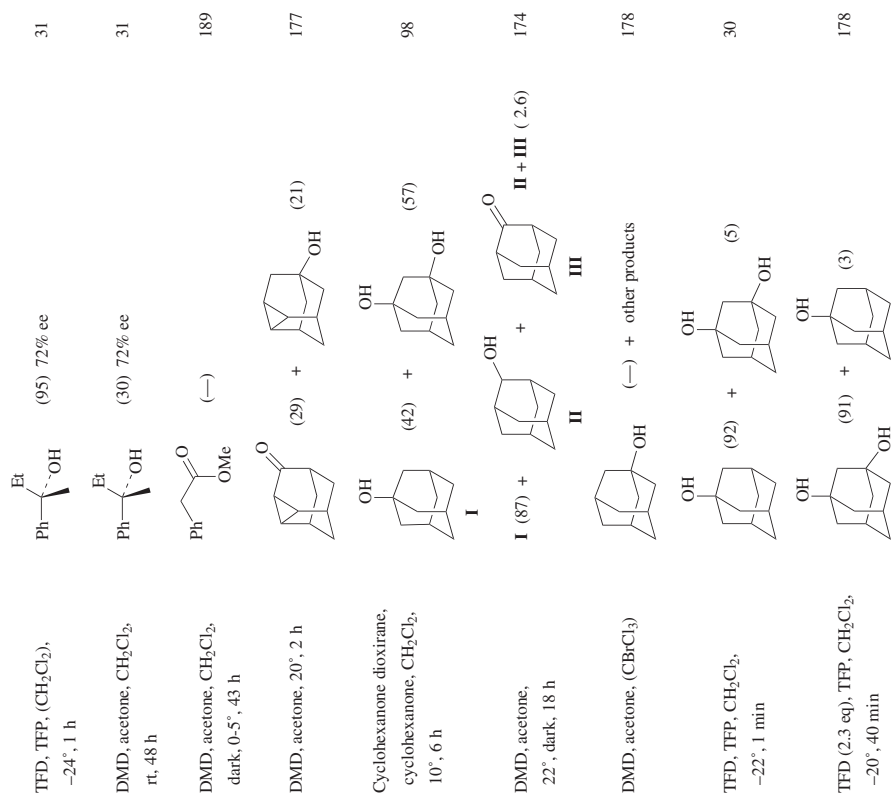 TFD, TFP, (CH2Cl2),
−24°, 1 h
Ph
Et
OH
(95) 72% ee
31
DMD, acetone, CH2Cl2,
rt, 48 h
Ph
Et
OH
(30) 72% ee
31
DMD, acetone, CH2Cl2,
dark, 0-5°, 43 h
Ph
O
OMe
(—)
189
DMD, acetone, 20°, 2 h
O
(29) +
OH
(21)
177
Cyclohexanone dioxirane,
cyclohexanone, CH2Cl2,
10°, 6 h
OH
I
(42) +
OH
OH
(57)
98
DMD, acetone,
22°, dark, 18 h
I (87) +
OH
II
+
O
III
II + III ( 2.6)
174
DMD, acetone, (CBrCl3)
OH
(—) + other products
178
TFD, TFP, CH2Cl2,
−22°, 1 min
OH
(92) +
OH
OH
(5)
30
TFD (2.3 eq), TFP, CH2Cl2,
−20°, 40 min
OH
OH
(91) +
OH
(3)
178